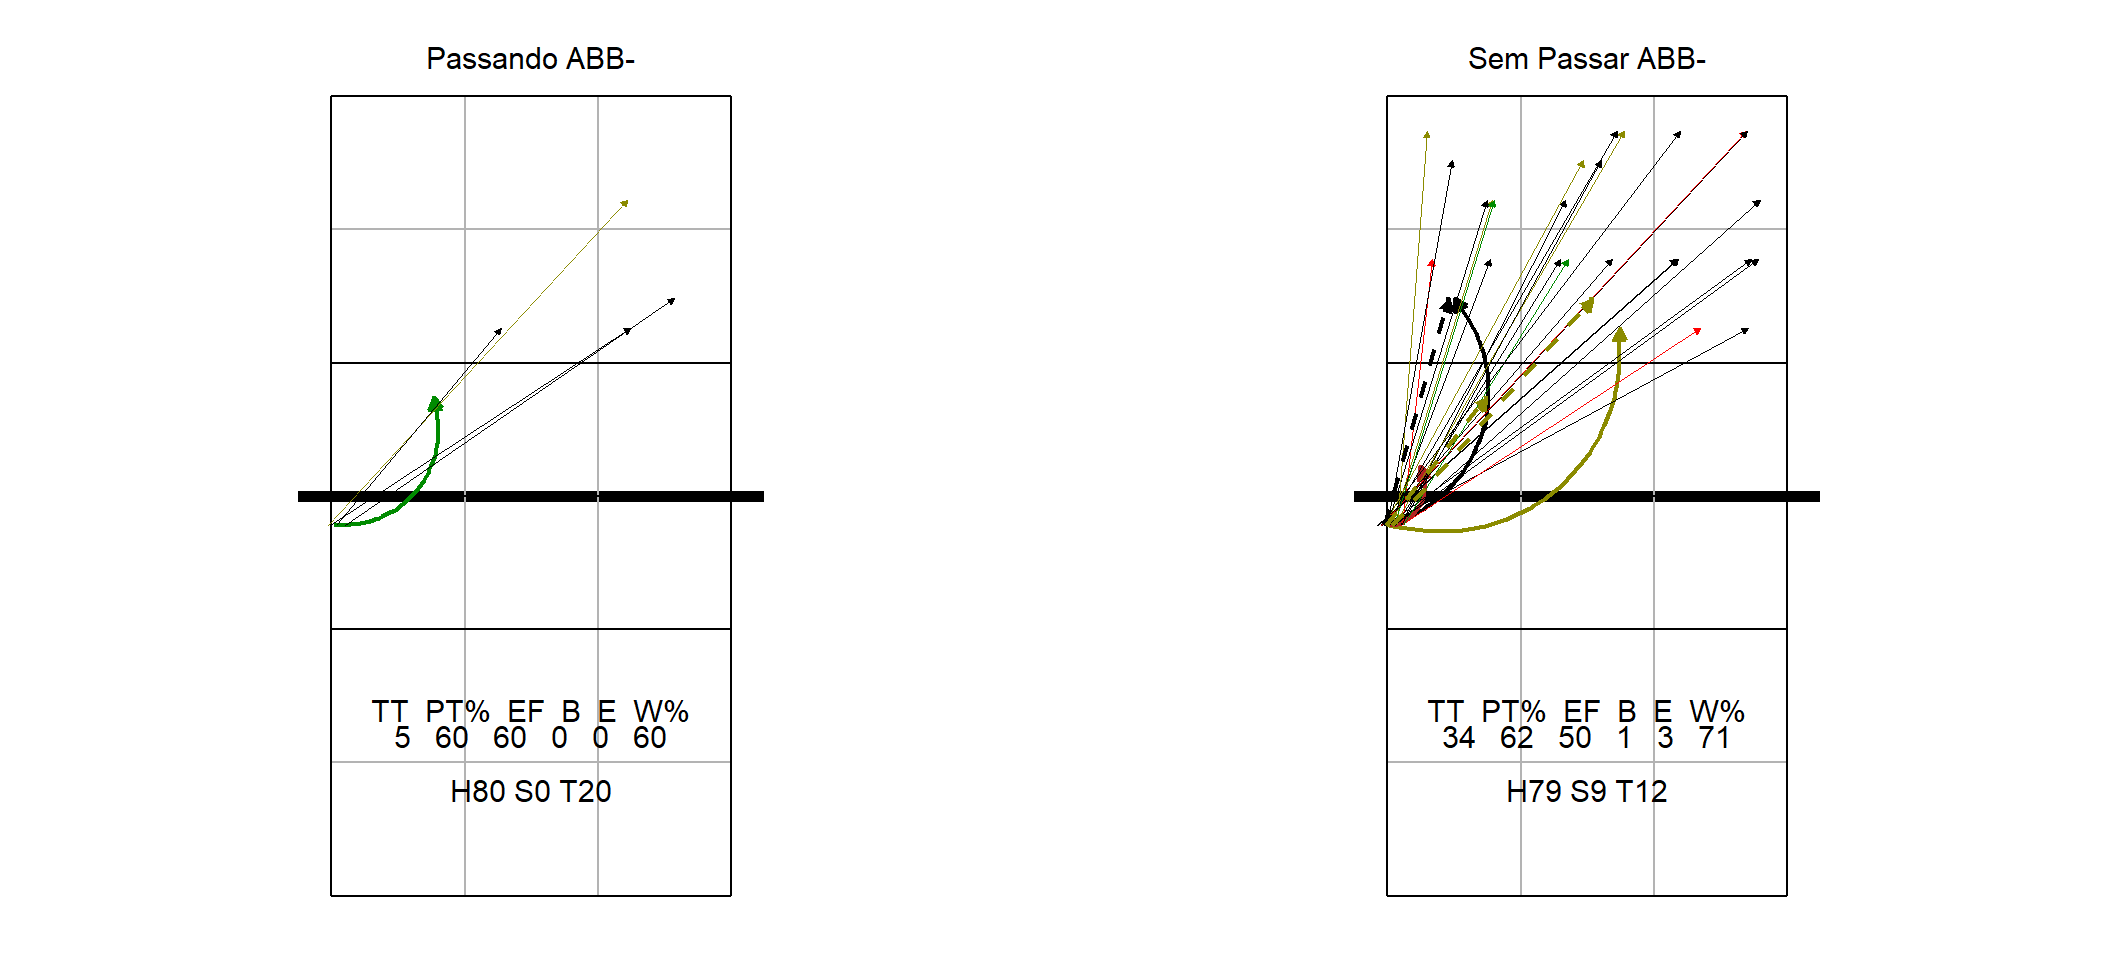 Passando ABB-
TT PT% EF B E W%
5 60 60 0 0 60
H80 S0 T20
Sem Passar ABB-
TT PT% EF B E W%
34 62 50 1 3 71
H79 S9 T12